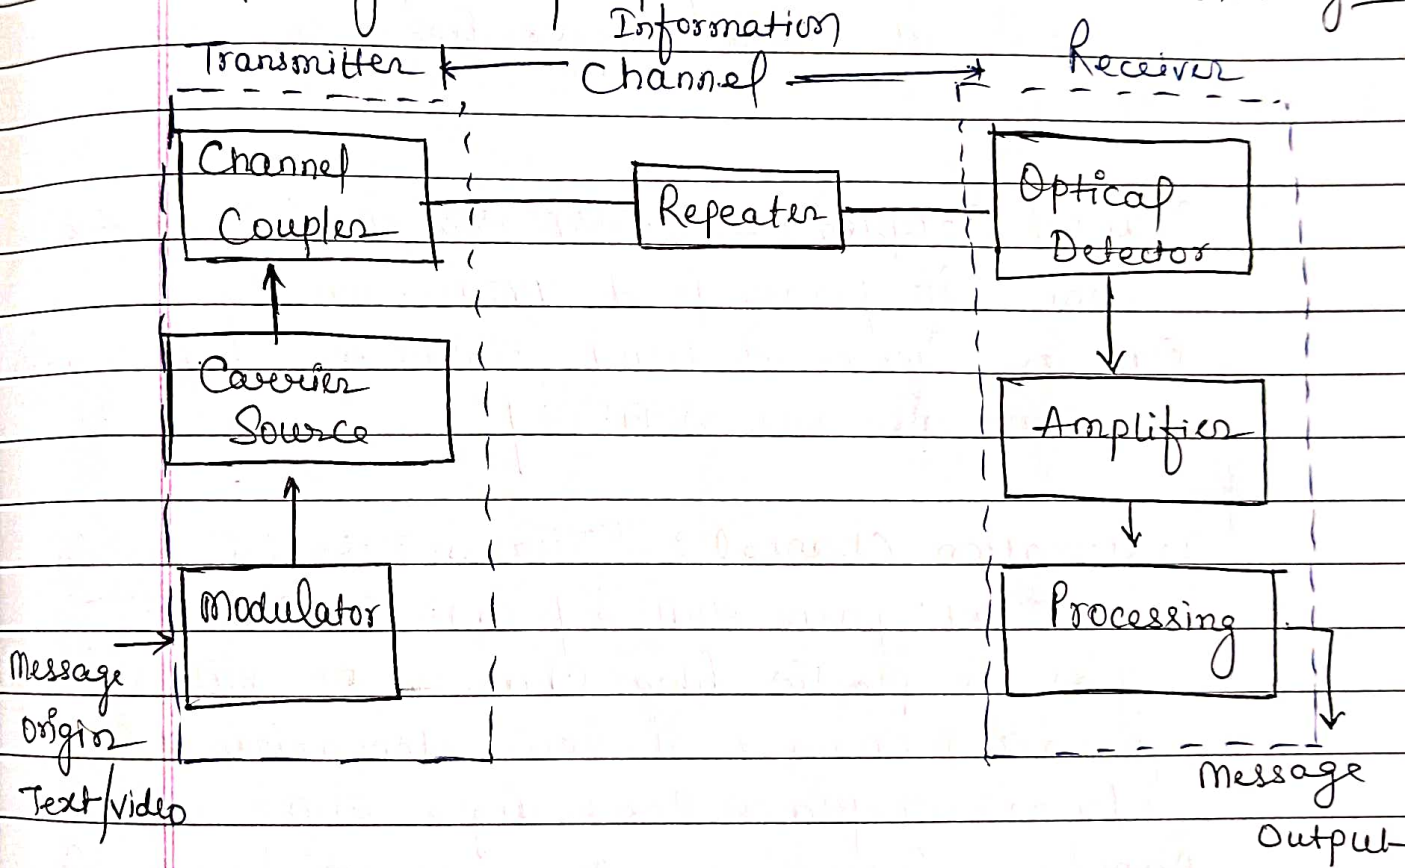 Information
Transmitter
Channel
Receiver
Channel
Coupler
Repeater
Optical
Detector
Carrier
Source
Amplifier
Modulator
Processing
Message
Origin
Text/video
Message
Output